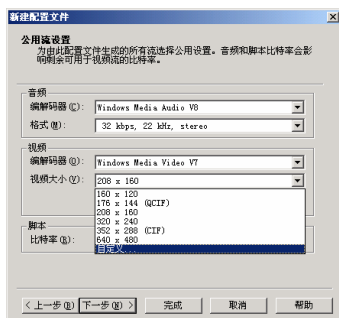 新建配置文件
公用流设置
为由此配置文件生成的所有流选择公用设置。音频和脚本比特率会影
响剩余可用于视频流的比特率。
音频
编解码器(C): Windows Media Audio V8
格式(M): 32 kbps, 22 kHz, stereo
视频
编解码器(O): Windows Media Video V7
视频大小(V): 208 x 160
160 x 120
176 x 144 (QCIF)
208 x 160
320 x 240
352 x 288 (CIF)
640 x 480
自定义...
脚本
比特率(R):
< 上一步(B) 下一步(N) > 完成 取消 帮助